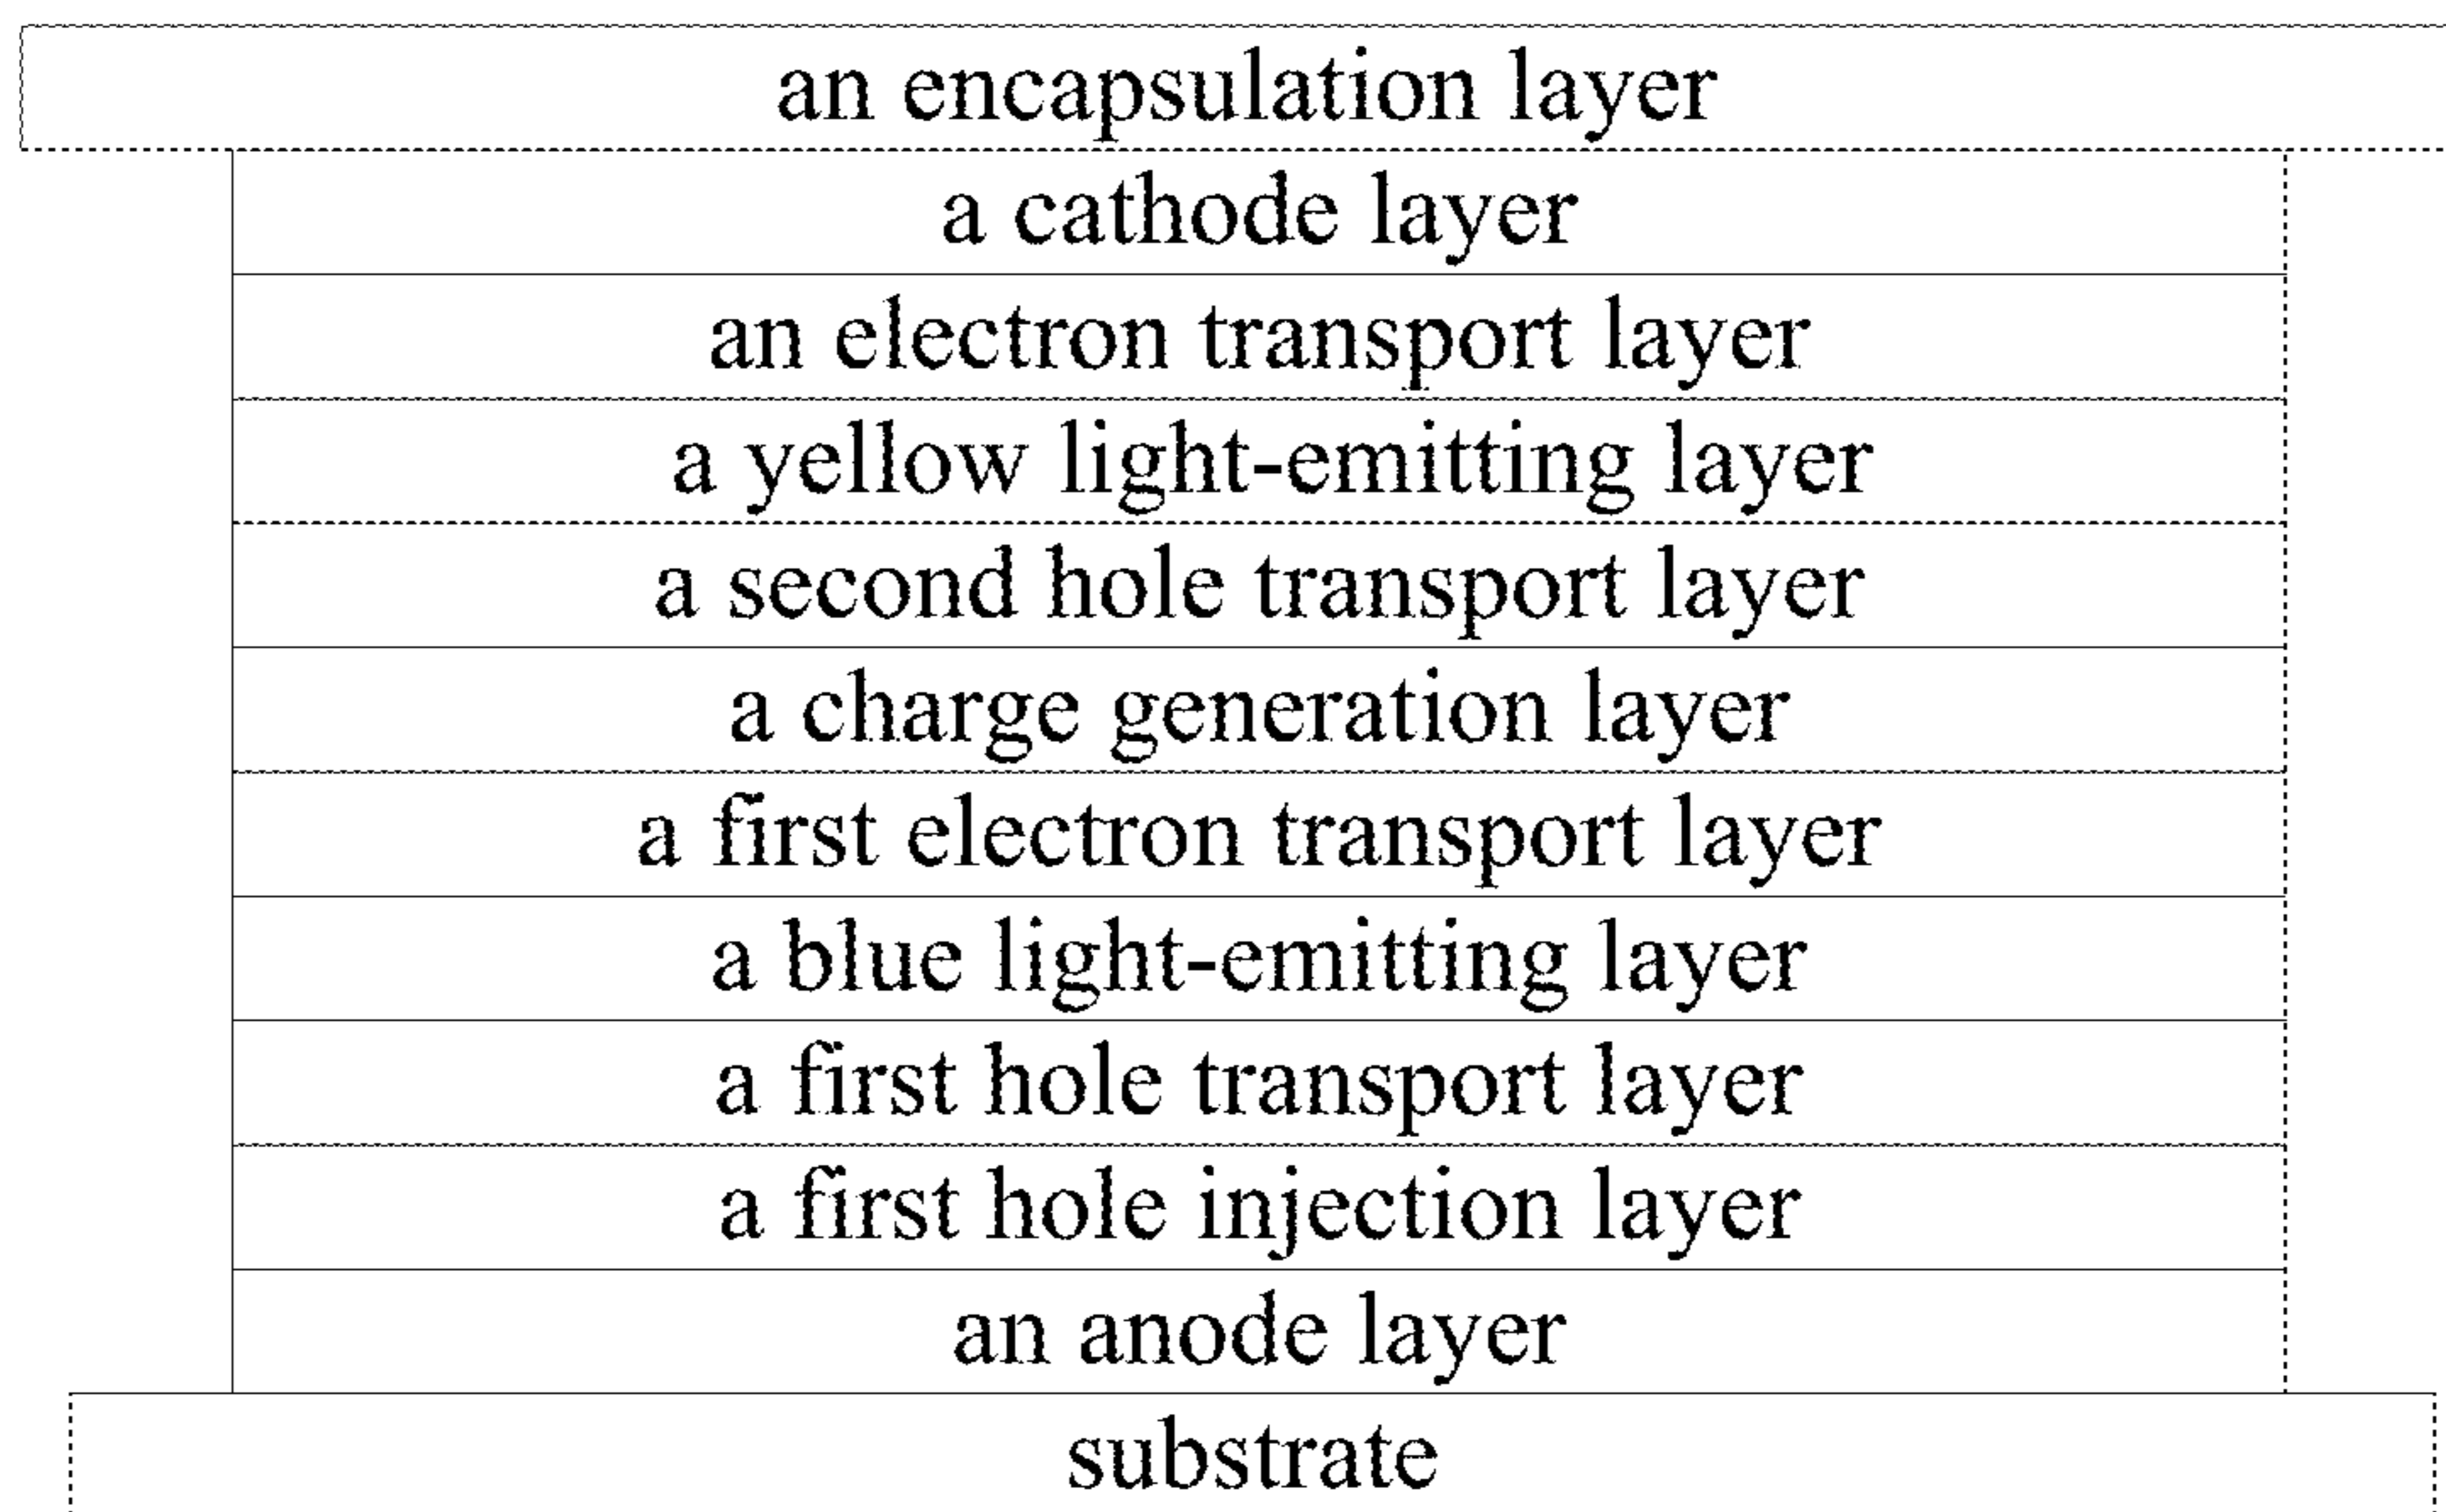 an encapsulation layer
a cathode layer
an electron transport layer
a yellow light-emitting layer
a second hole transport layer
a charge generation layer
a first electron transport layer
a blue light-emitting layer
a first hole transport layer
a first hole injection layer
an anode layer
substrate